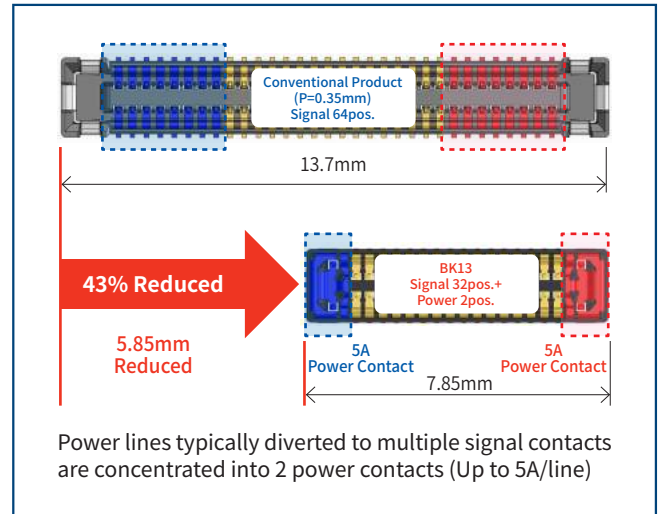 Conventional Product
(P=0.35mm)
Signal 64pos.
13.7mm
43% Reduced
5.85mm
Reduced
BK13
Signal 32pos.+
Power 2pos.
5A
Power Contact
5A
Power Contact
7.85mm
Power lines typically diverted to multiple signal contacts
are concentrated into 2 power contacts (Up to 5A/line)